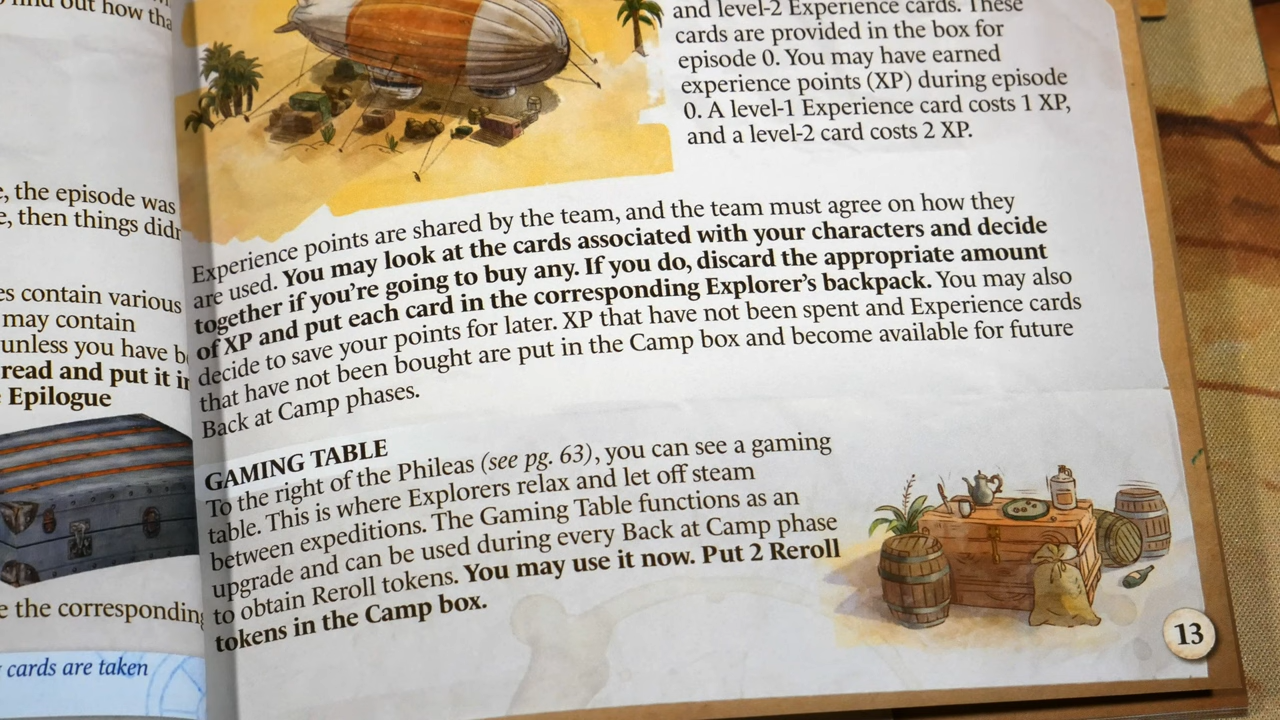 find out how tha
e, the episode was
e, then things didn
es contain various
may contain
unless you have b
read and put it in
Epilogue
e the corresponding
cards are taken
and level-2 Experience cards. These
cards are provided in the box for
episode 0. You may have earned
experience points (XP) during episode
0. A level-1 Experience card costs 1 XP,
and a level-2 card costs 2 XP.
Experience points are shared by the team, and the team must agree on how they
are used. You may look at the cards associated with your characters and decide
together if you're going to buy any. If you do, discard the appropriate amount
of XP and put each card in the corresponding Explorer's backpack. You may also
decide to save your points for later. XP that have not been spent and Experience cards
that have not been bought are put in the Camp box and become available for future
Back at Camp phases.
GAMING TABLE
To the right of the Phileas (see pg. 63), you can see a gaming
table. This is where Explorers relax and let off steam
between expeditions. The Gaming Table functions as an
upgrade and can be used during every Back at Camp phase
to obtain Reroll tokens. You may use it now. Put 2 Reroll
tokens in the Camp box.
13